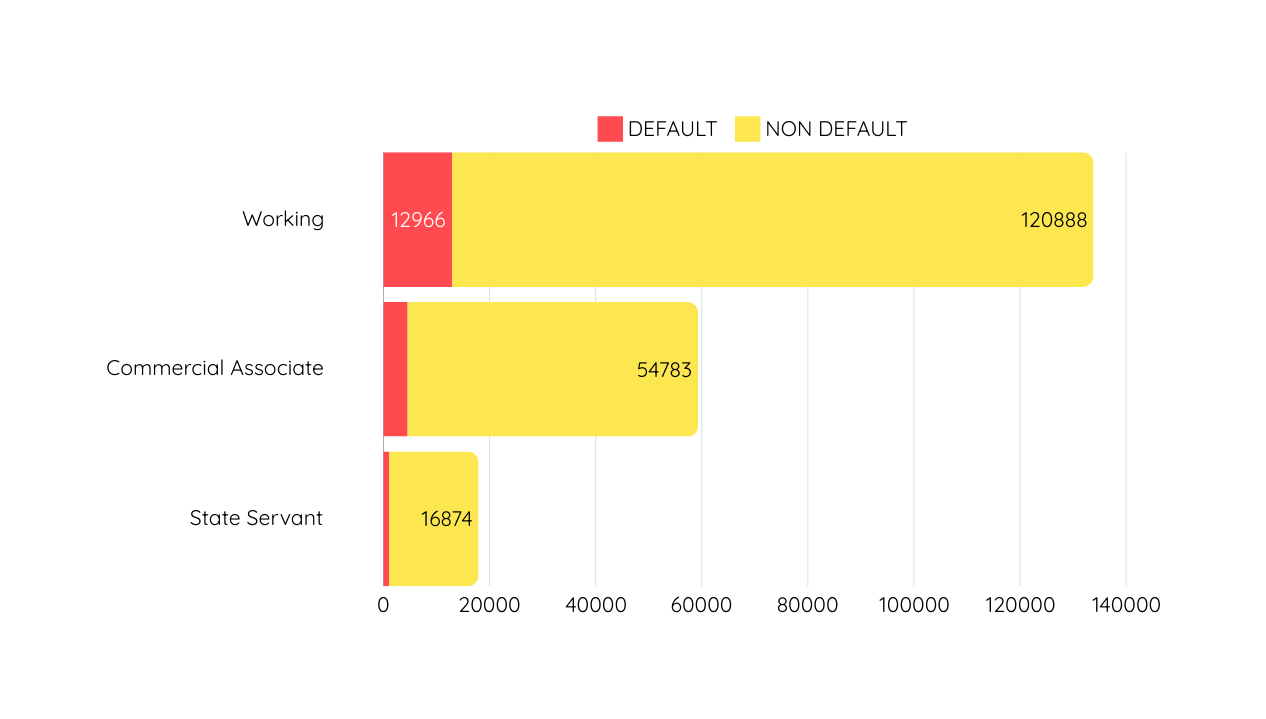 DEFAULT NON DEFAULT
Working 12966 120888
Commercial Associate 54783
State Servant 16874
0 20000 40000 60000 80000 100000 120000 140000